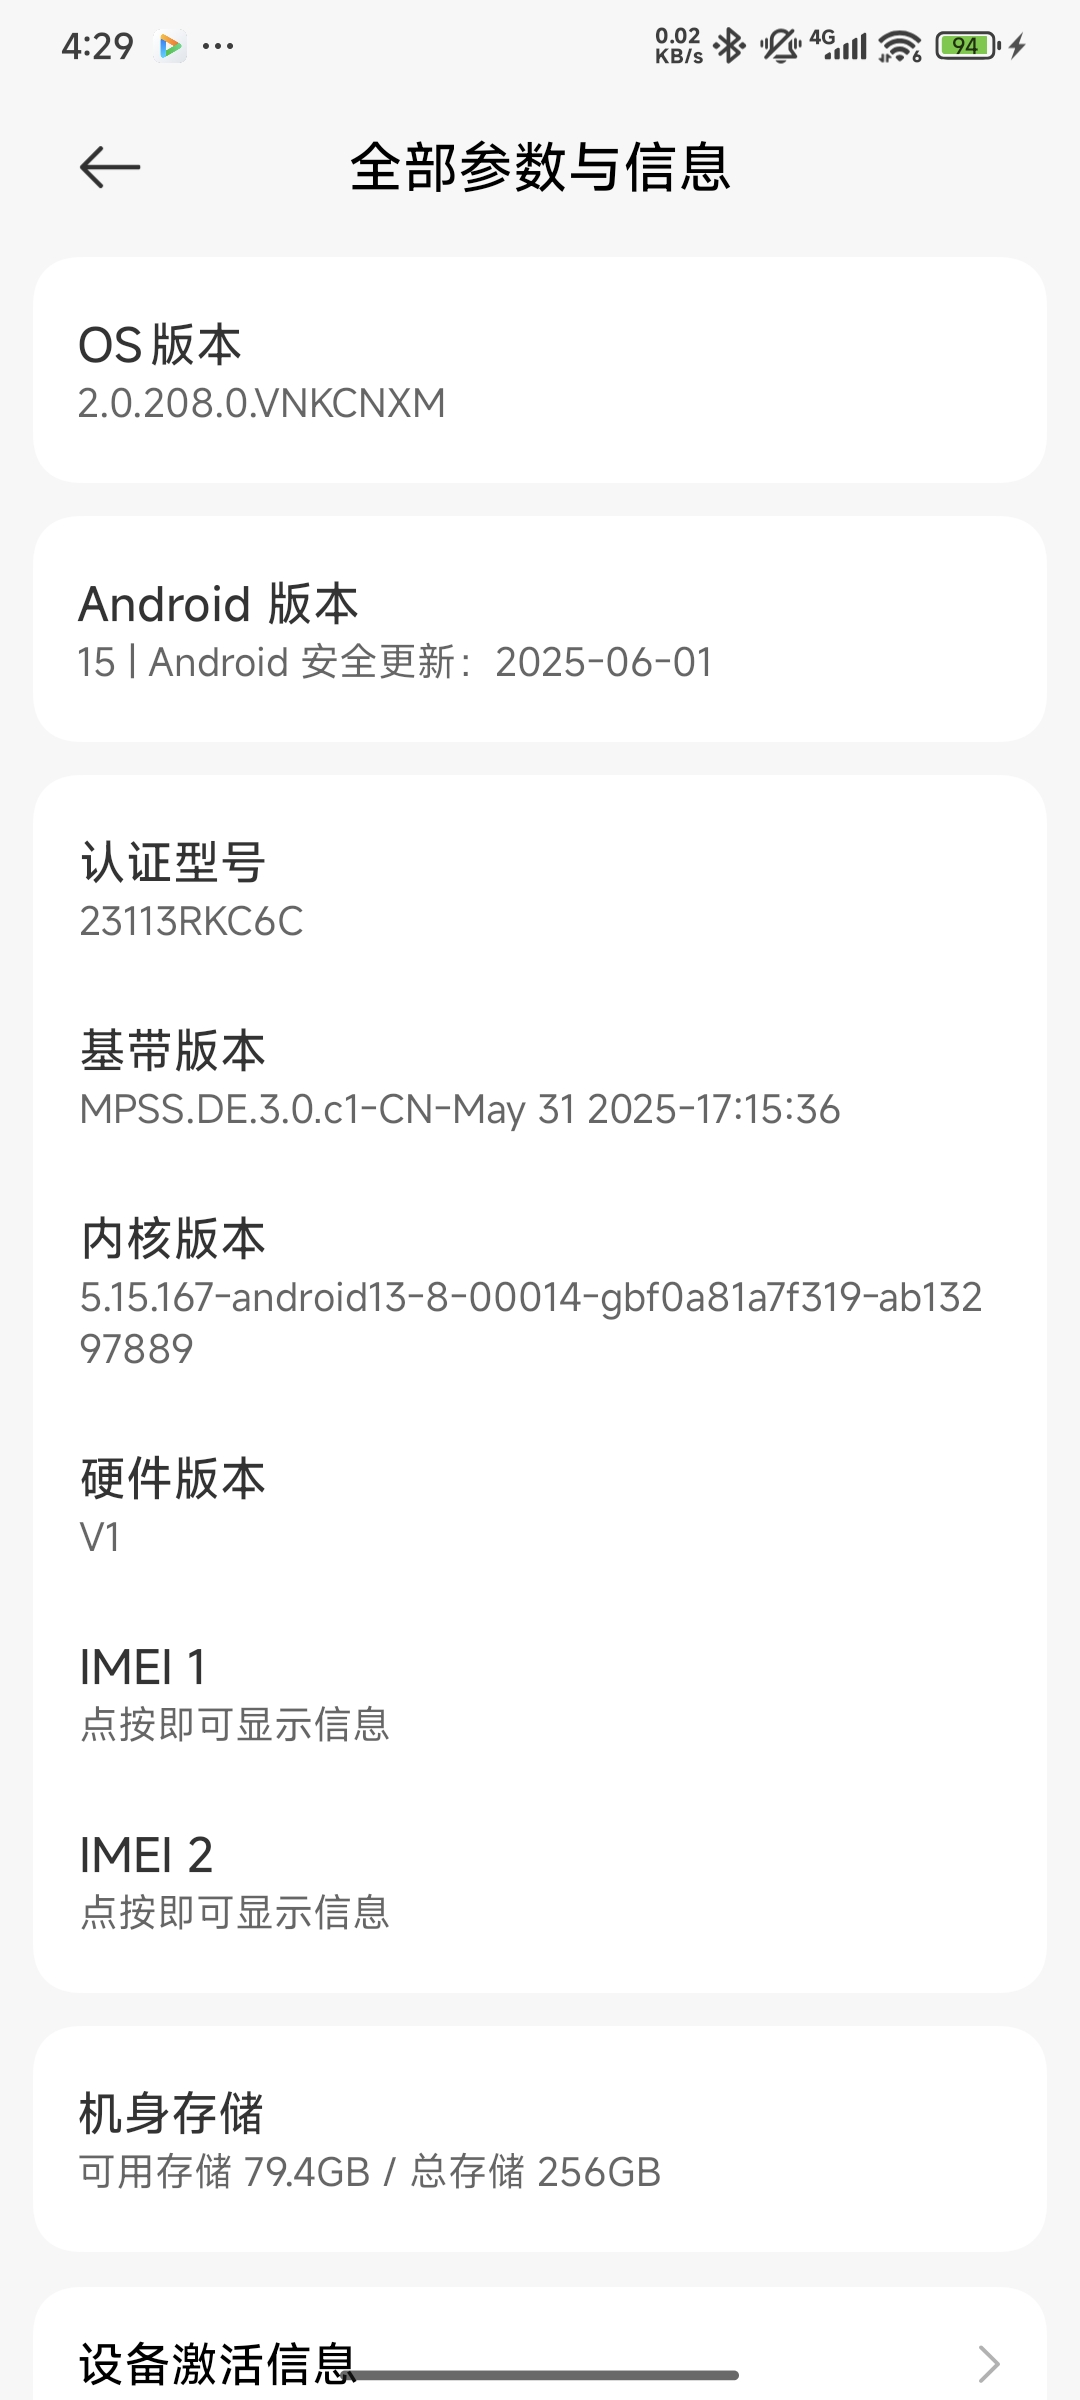 4:29
0.02 KB/s 4G 6 94
全部参数与信息
OS 版本
2.0.208.0.VNKCNXM
Android 版本
15 | Android 安全更新：2025-06-01
认证型号
23113RKC6C
基带版本
MPSS.DE.3.0.c1-CN-May 31 2025-17:15:36
内核版本
5.15.167-android13-8-00014-gbf0a81a7f319-ab132
97889
硬件版本
V1
IMEI 1
点按即可显示信息
IMEI 2
点按即可显示信息
机身存储
可用存储 79.4GB / 总存储 256GB
设备激活信息